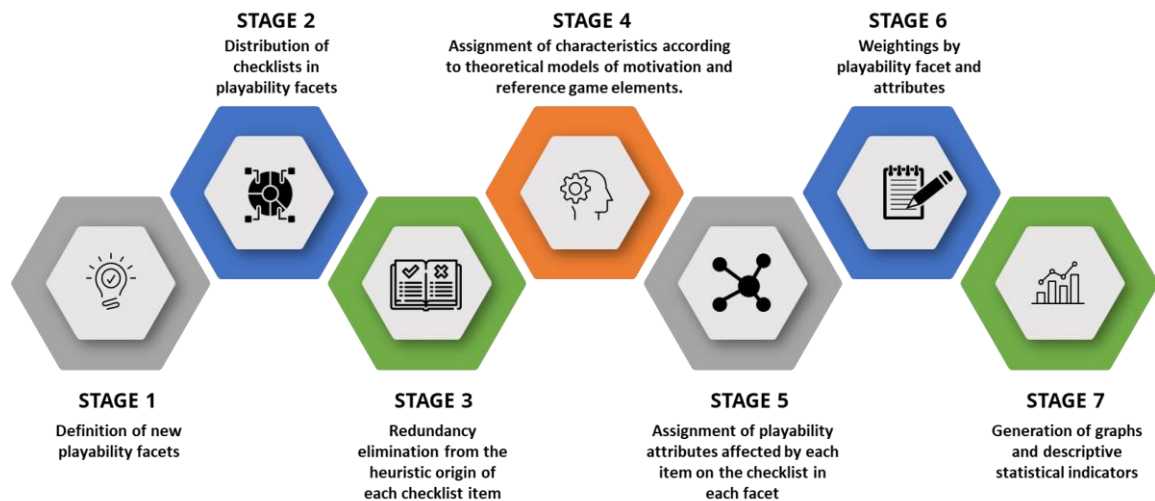 STAGE 2
Distribution of
checklists in
playability facets
STAGE 4
Assignment of characteristics according
to theoretical models of motivation and
reference game elements.
STAGE 6
Weightings by
playability facet and
attributes
STAGE 1
Definition of new
playability facets
STAGE 3
Redundancy
elimination from the
heuristic origin of
each checklist item
STAGE 5
Assignment of playability
attributes affected by each
item on the checklist in
each facet
STAGE 7
Generation of graphs
and descriptive
statistical indicators